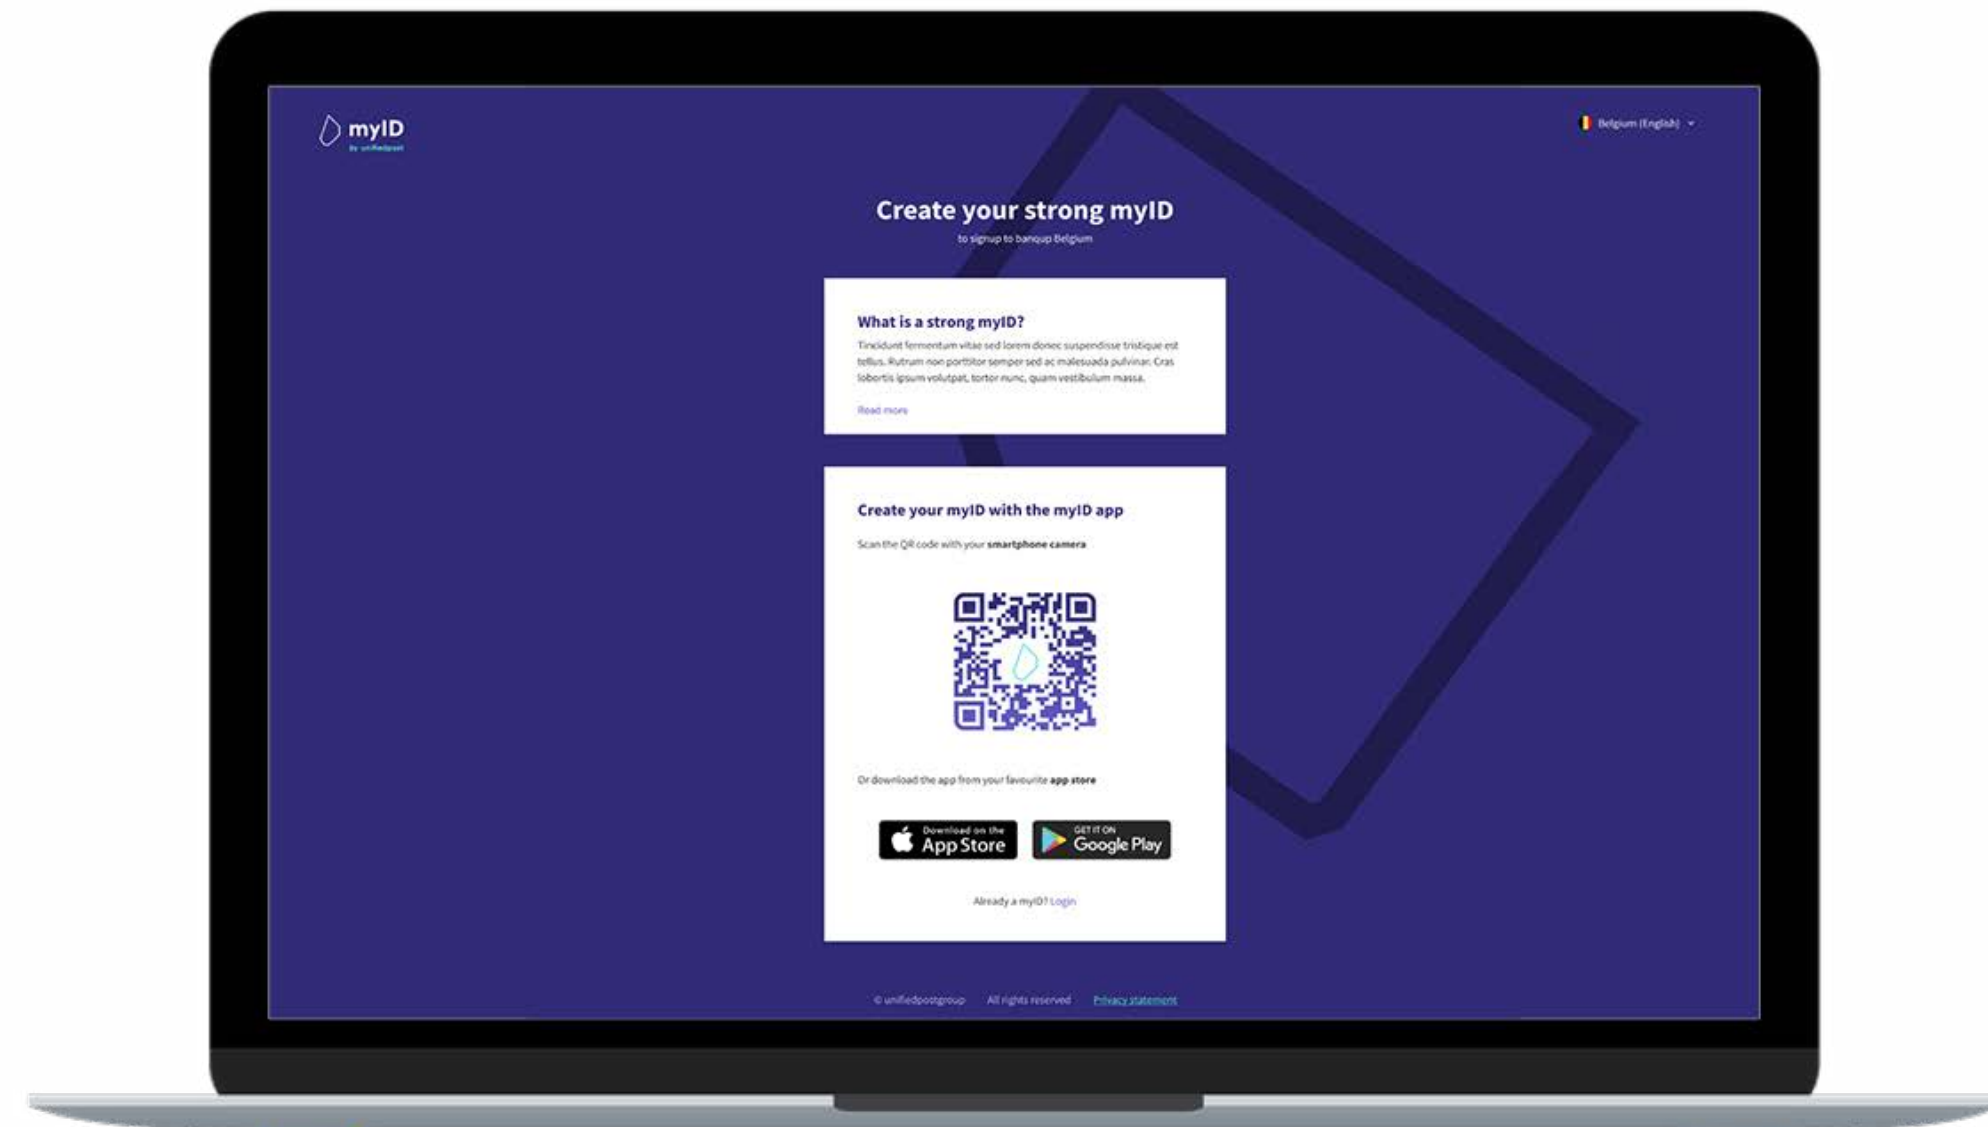 myID
by unifiedpost
Belgium (English)
Create your strong myID
to signup to banqup Belgium
What is a strong myID?
Tincidunt fermentum vitae sed lorem donec suspendisse tristique est
tellus. Rutrum non porttitor semper sed ac malesuada pulvinar. Cras
lobortis ipsum volutpat, tortor nunc, quam vestibulum massa.
Read more
Create your myID with the myID app
Scan the QR code with your smartphone camera
Or download the app from your favourite app store
Download on the
App Store
GET IT ON
Google Play
Already a myID? Login
© unifiedpostgroup All rights reserved Privacy statement